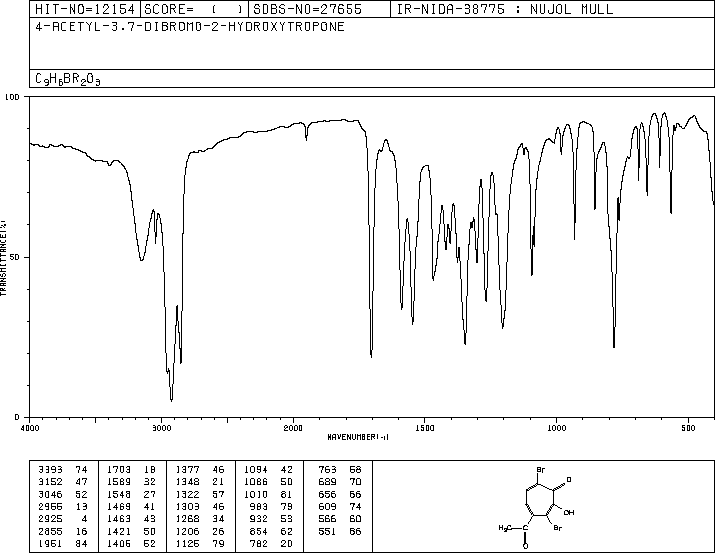 HIT-NO=12154 SCORE= ( ) SDBS-NO=27655 IR-NIDA-38775 : NUJOL MULL
4-ACETYL-3.7-DIBROMO-2-HYDROXYTROPONE
C9H6BR2O3
100
50
0
TRANSMITTANCE(%)
4000 3000 2000 1500 1000 500
WAVENUMBER(-1)
3393 74 1703 18 1377 46 1094 42 763 58
3152 47 1589 32 1348 21 1086 50 689 70
3046 52 1548 27 1322 57 1010 81 656 66
2955 13 1469 41 1303 46 983 79 609 74
2925 4 1463 43 1268 34 932 53 566 60
2855 16 1421 50 1206 26 854 62 551 86
1951 84 1405 52 1125 79 782 20
Br
O
OH
Br
H3C
C
O